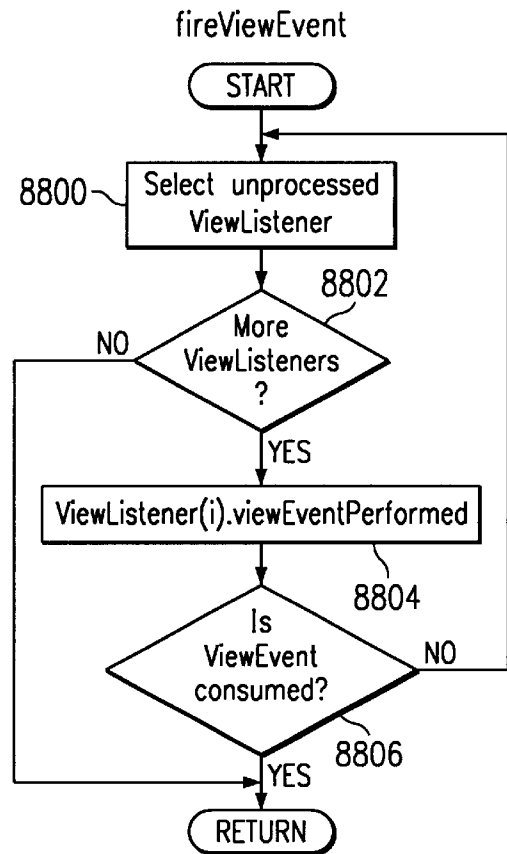 fireViewEvent
START
8800
Select unprocessed
ViewListener
8802
More
ViewListeners
?
NO
YES
ViewListener(i).viewEventPerformed
8804
Is
ViewEvent
consumed?
NO
8806
YES
RETURN